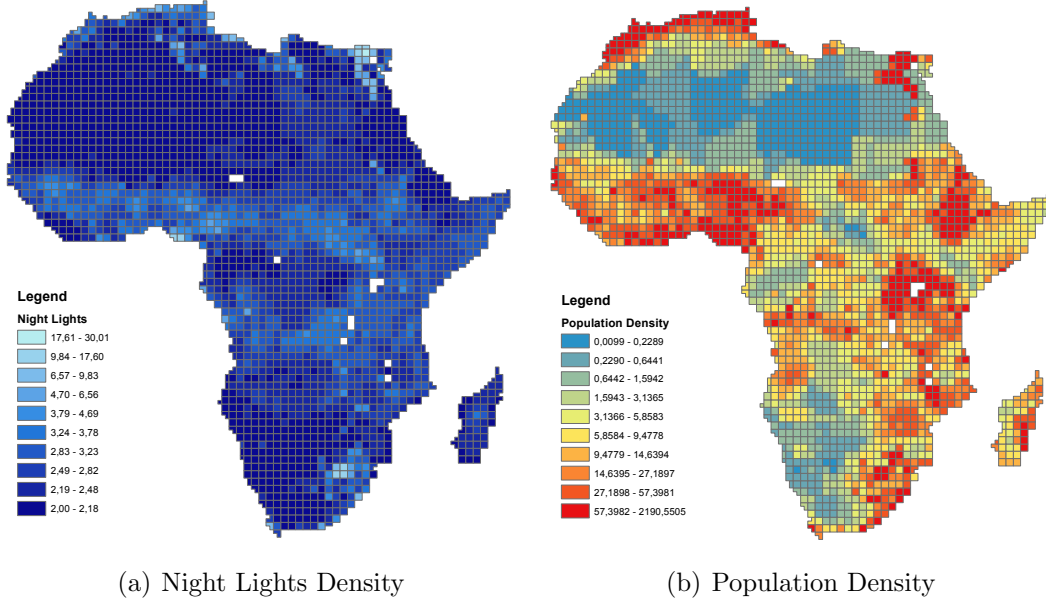 Legend
Night Lights
17,61 - 30,01
9,84 - 17,60
6,57 - 9,83
4,70 - 6,56
3,79 - 4,69
3,24 - 3,78
2,83 - 3,23
2,49 - 2,82
2,19 - 2,48
2,00 - 2,18
(a) Night Lights Density
Legend
Population Density
0,0099 - 0,2289
0,2290 - 0,6441
0,6442 - 1,5942
1,5943 - 3,1365
3,1366 - 5,8583
5,8584 - 9,4778
9,4779 - 14,6394
14,6395 - 27,1897
27,1898 - 57,3981
57,3982 - 2190,5505
(b) Population Density